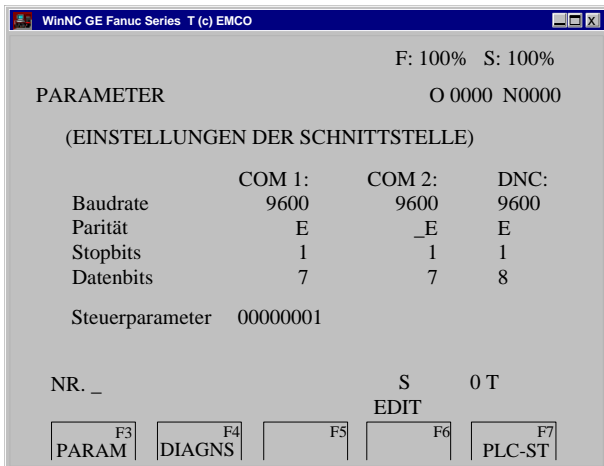 WinNC GE Fanuc Series T (c) EMCO
F: 100% S: 100%
PARAMETER O 0000 N0000
(EINSTELLUNGEN DER SCHNITTSTELLE)
COM 1: COM 2: DNC:
Baudrate 9600 9600 9600
Parität E _E E
Stopbits 1 1 1
Datenbits 7 7 8
Steuerparameter 00000001
NR. _ S 0 T
EDIT
F3 F4 F5 F6 F7
PARAM DIAGNS PLC-ST